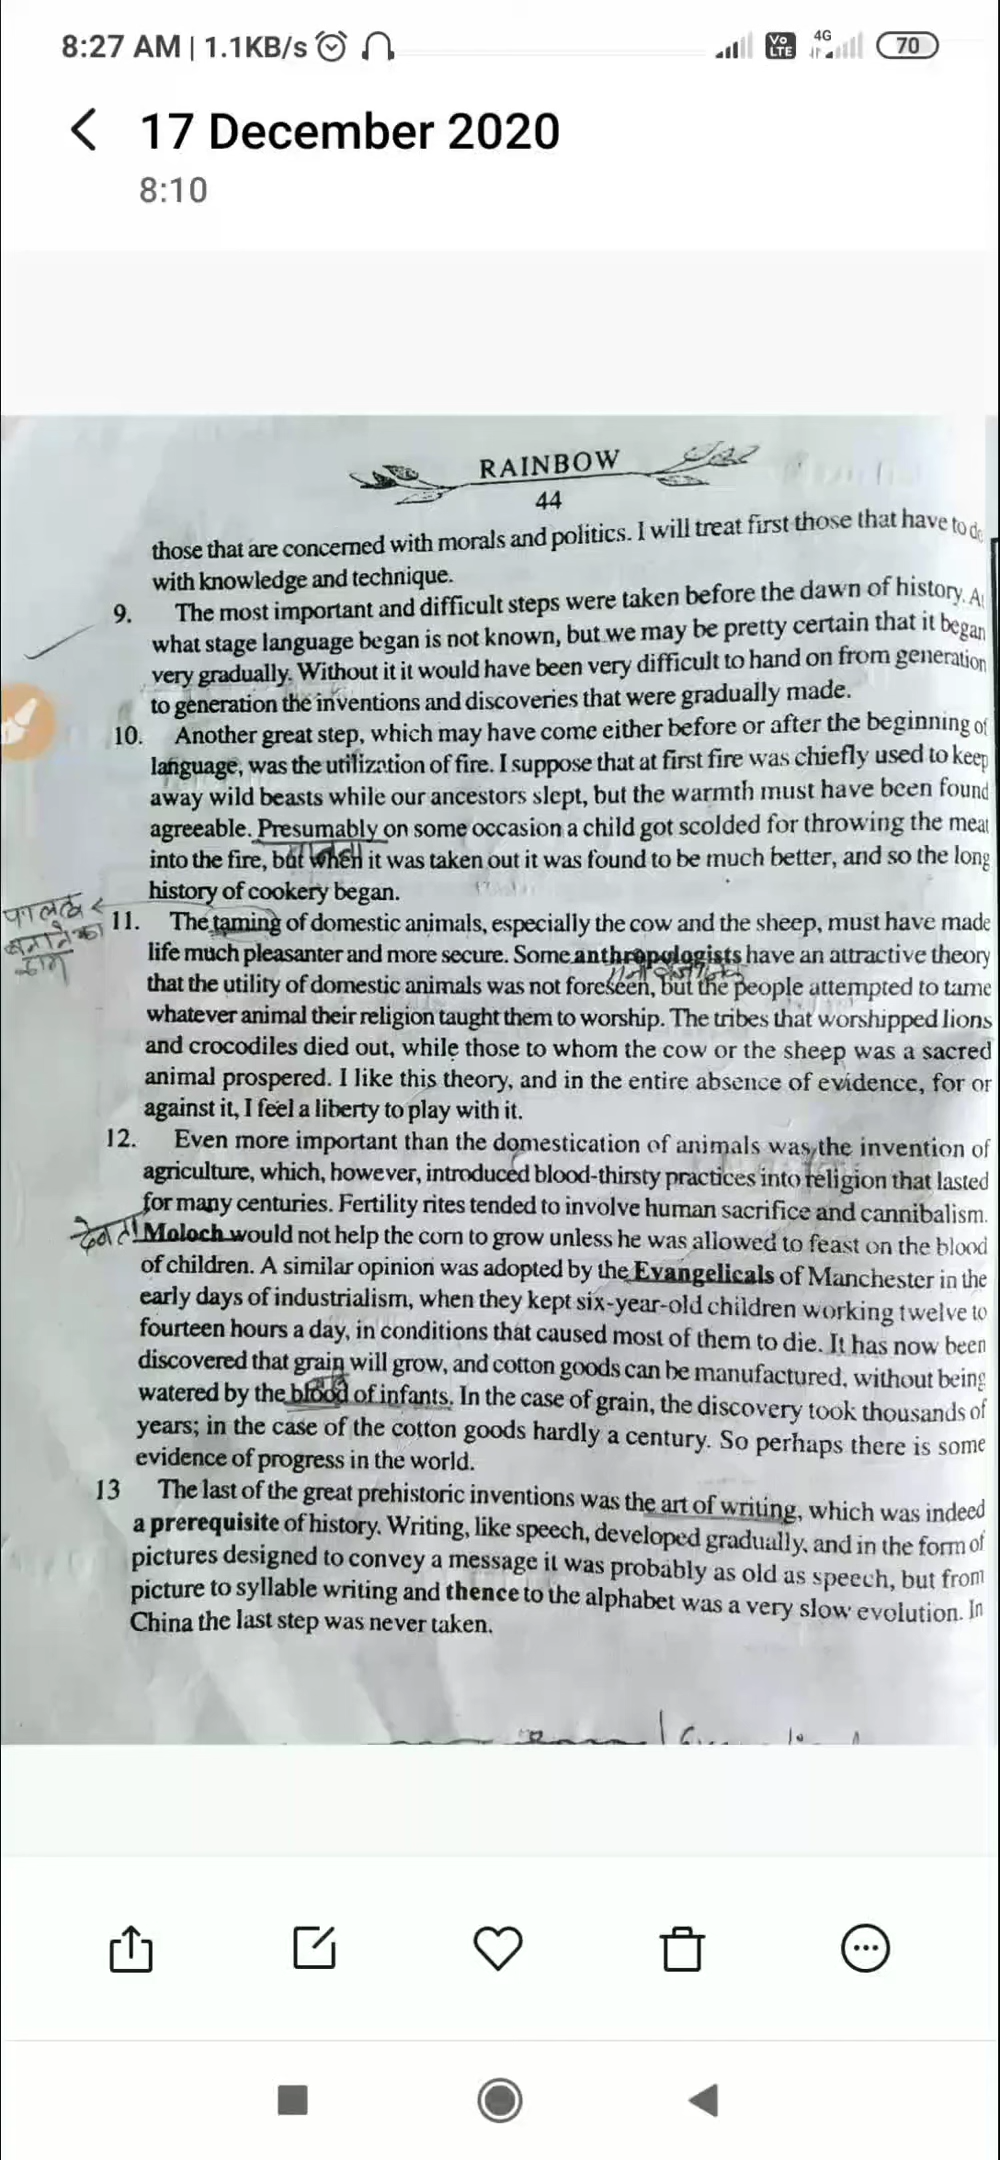 8:27 AM | 1.1KB/s
Vo LTE 4G 70
17 December 2020
8:10
RAINBOW
44
those that are concerned with morals and politics. I will treat first those that have to do
with knowledge and technique.
9. The most important and difficult steps were taken before the dawn of history. At
what stage language began is not known, but we may be pretty certain that it began
very gradually. Without it it would have been very difficult to hand on from generation
to generation the inventions and discoveries that were gradually made.
10. Another great step, which may have come either before or after the beginning of
language, was the utilization of fire. I suppose that at first fire was chiefly used to keep
away wild beasts while our ancestors slept, but the warmth must have been found
agreeable. Presumably on some occasion a child got scolded for throwing the meat
into the fire, but when it was taken out it was found to be much better, and so the long
history of cookery began.
11. The taming of domestic animals, especially the cow and the sheep, must have made
life much pleasanter and more secure. Some anthropologists have an attractive theory
that the utility of domestic animals was not foreseen, but the people attempted to tame
whatever animal their religion taught them to worship. The tribes that worshipped lions
and crocodiles died out, while those to whom the cow or the sheep was a sacred
animal prospered. I like this theory, and in the entire absence of evidence, for or
against it, I feel a liberty to play with it.
12. Even more important than the domestication of animals was the invention of
agriculture, which, however, introduced blood-thirsty practices into religion that lasted
for many centuries. Fertility rites tended to involve human sacrifice and cannibalism.
Moloch would not help the corn to grow unless he was allowed to feast on the blood
of children. A similar opinion was adopted by the Evangelicals of Manchester in the
early days of industrialism, when they kept six-year-old children working twelve to
fourteen hours a day, in conditions that caused most of them to die. It has now been
discovered that grain will grow, and cotton goods can be manufactured, without being
watered by the blood of infants. In the case of grain, the discovery took thousands of
years; in the case of the cotton goods hardly a century. So perhaps there is some
evidence of progress in the world.
13 The last of the great prehistoric inventions was the art of writing, which was indeed
a prerequisite of history. Writing, like speech, developed gradually, and in the form of
pictures designed to convey a message it was probably as old as speech, but from
picture to syllable writing and thence to the alphabet was a very slow evolution. In
China the last step was never taken.